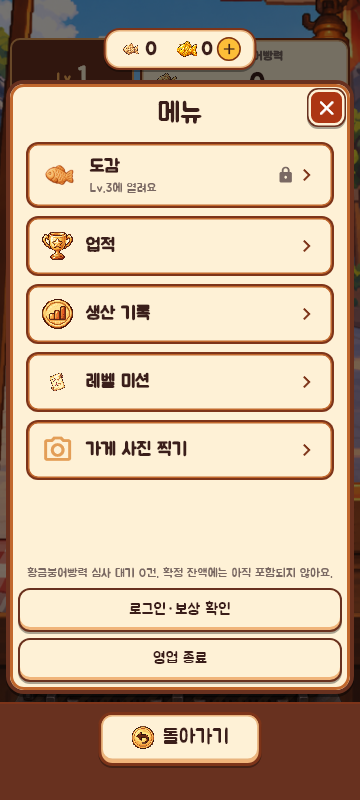 0 0
Lv.1
어빵력
메뉴
도감
Lv.3에 열려요
업적
생산 기록
레벨 미션
가게 사진 찍기
황금붕어빵력 심사 대기 0건, 확정 잔액에는 아직 포함되지 않아요.
로그인·보상 확인
영업 종료
돌아가기